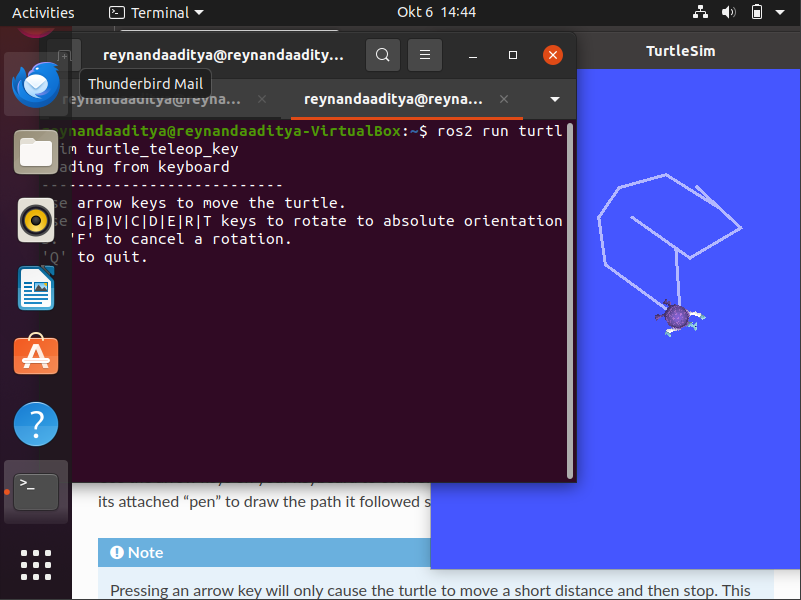 Activities
Terminal
Okt 6 14:44
reynandaaditya@reynandaadity...
TurtleSim
Thunderbird Mail
reynandaaditya@reyna...
reynandaaditya@reyna...
reynandaaditya@reynandaaditya-VirtualBox:~$ ros2 run turtl
im turtle_teleop_key
ading from keyboard
---------------------------
se arrow keys to move the turtle.
se G|B|V|C|D|E|R|T keys to rotate to absolute orientation
. 'F' to cancel a rotation.
'Q' to quit.
its attached “pen” to draw the path it followed s
Note
Pressing an arrow key will only cause the turtle to move a short distance and then stop. This